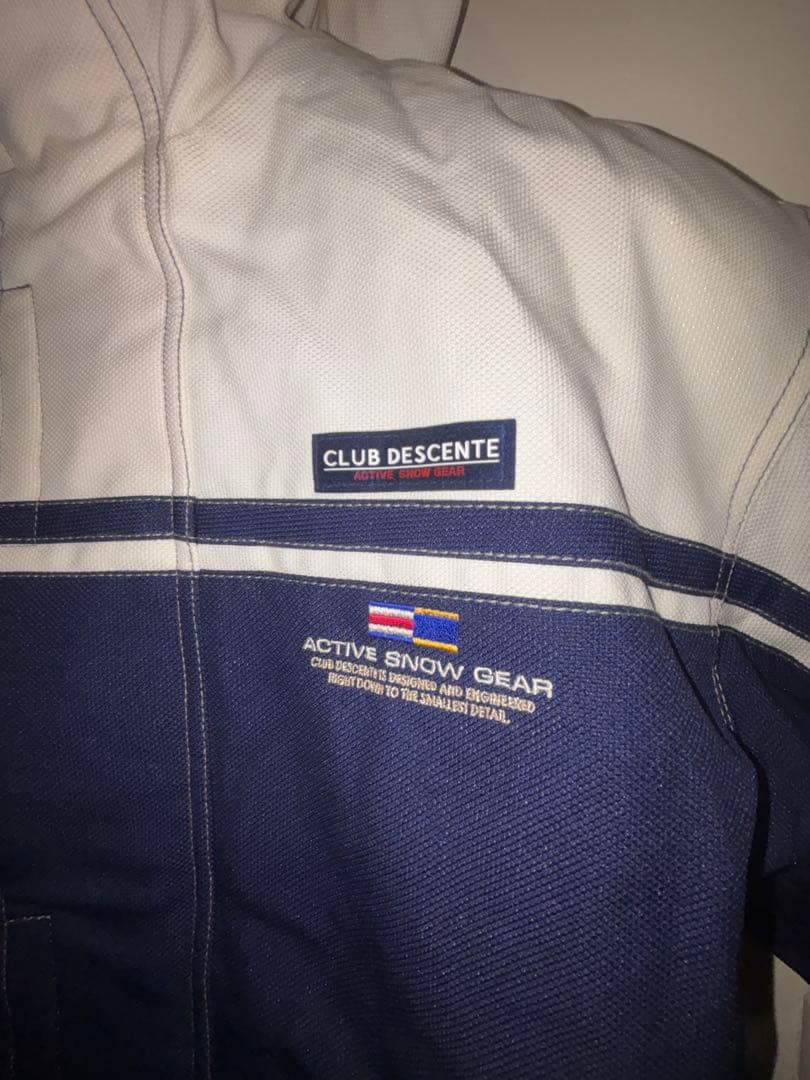 CLUB DESCENTE
ACTIVE SNOW GEAR
ACTIVE SNOW GEAR
CLUB DESCENTE IS DESIGNED AND ENGINEERED
RIGHT DOWN TO THE SMALLEST DETAIL.